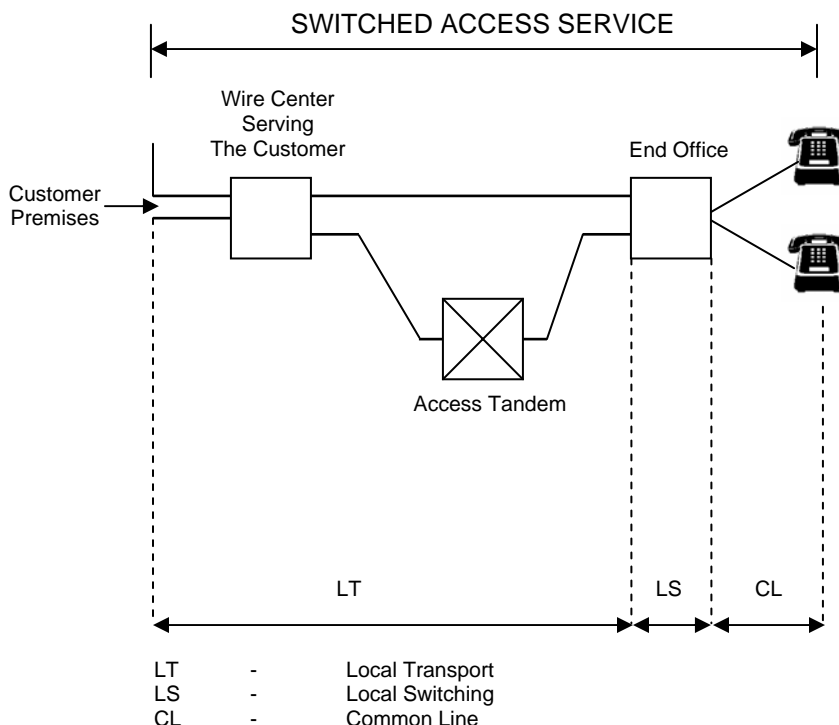 SWITCHED ACCESS SERVICE
Wire Center
Serving
The Customer
End Office
Customer
Premises
Access Tandem
LT LS CL
LT - Local Transport
LS - Local Switching
CL - Common Line